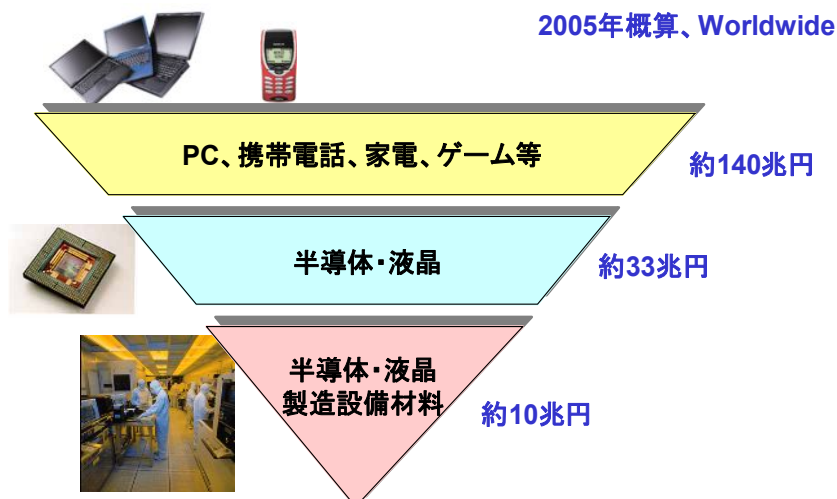 2005年概算、Worldwide
PC、携帯電話、家電、ゲーム等
約140兆円
半導体・液晶
約33兆円
半導体・液晶
製造設備材料
約10兆円